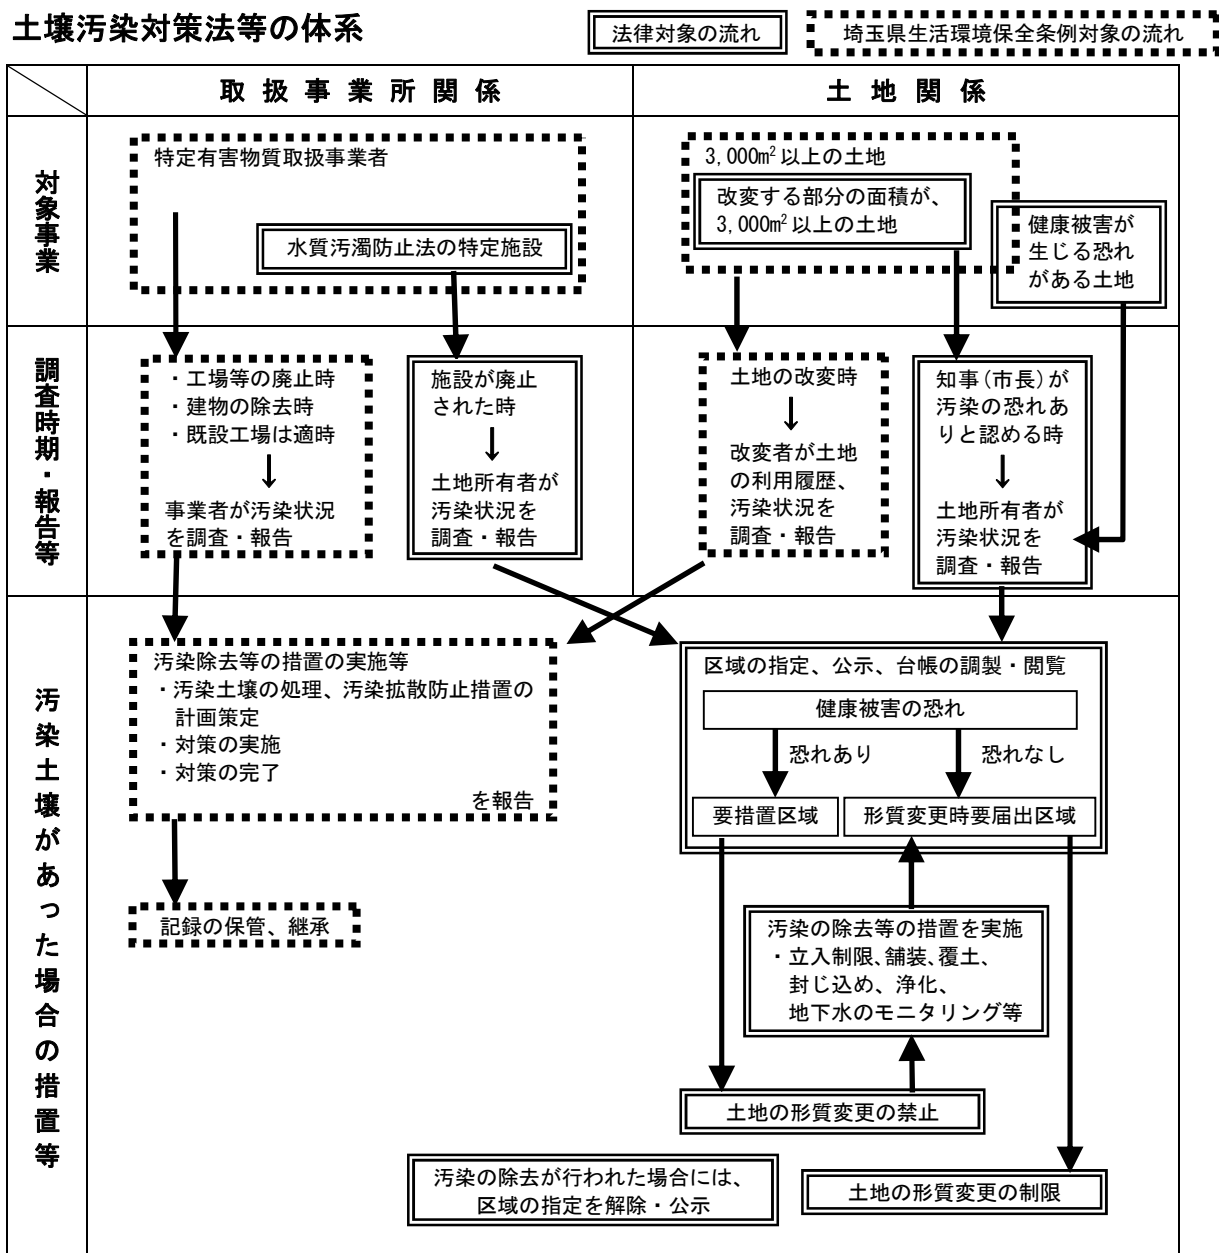 土壌汚染対策法等の体系
法律対象の流れ
埼玉県生活環境保全条例対象の流れ
取扱事業所関係
土地関係
対象事業
特定有害物質取扱事業者
水質汚濁防止法の特定施設
3,000m²以上の土地
改変する部分の面積が、
3,000m²以上の土地
健康被害が
生じる恐れ
がある土地
調査時期・報告等
・工場等の廃止時
・建物の除去時
・既設工場は適時
↓
事業者が汚染状況
を調査・報告
施設が廃止
された時
↓
土地所有者が
汚染状況を
調査・報告
土地の改変時
↓
改変者が土地
の利用履歴、
汚染状況を
調査・報告
知事(市長)が
汚染の恐れあ
りと認める時
↓
土地所有者が
汚染状況を
調査・報告
汚染土壌があった場合の措置等
汚染除去等の措置の実施等
・汚染土壌の処理、汚染拡散防止措置の
計画策定
・対策の実施
・対策の完了
を報告
記録の保管、継承
区域の指定、公示、台帳の調製・閲覧
健康被害の恐れ
恐れあり
恐れなし
要措置区域
形質変更時要届出区域
汚染の除去等の措置を実施
・立入制限、舗装、覆土、
封じ込め、浄化、
地下水のモニタリング等
土地の形質変更の禁止
汚染の除去が行われた場合には、
区域の指定を解除・公示
土地の形質変更の制限